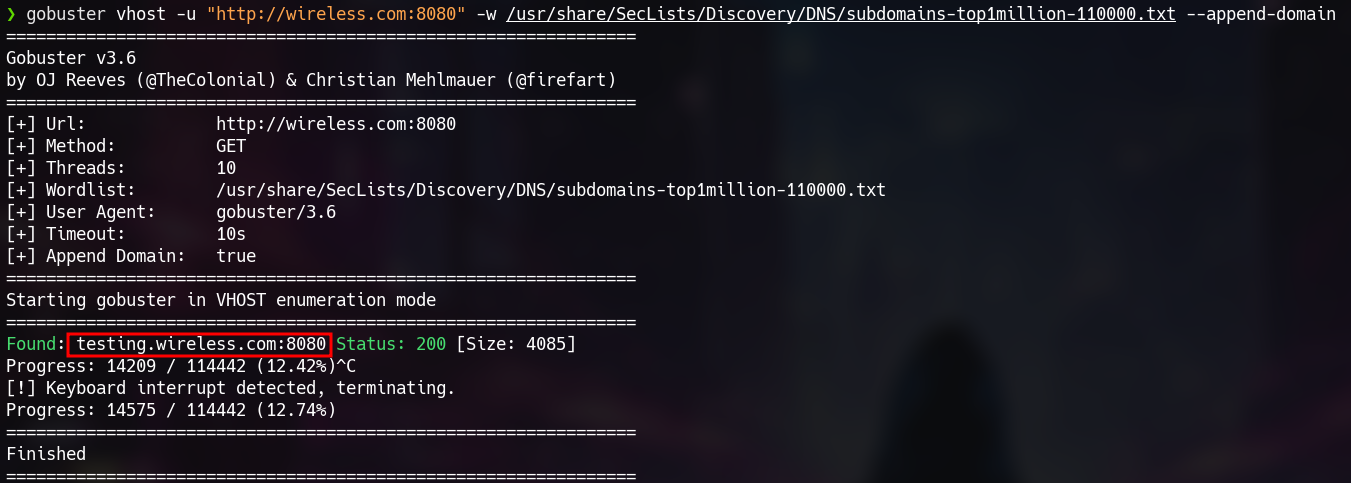 ❯ gobuster vhost -u "http://wireless.com:8080" -w /usr/share/SecLists/Discovery/DNS/subdomains-top1million-110000.txt --append-domain
===============================================================
Gobuster v3.6
by OJ Reeves (@TheColonial) & Christian Mehlmauer (@firefart)
===============================================================
[+] Url:             http://wireless.com:8080
[+] Method:          GET
[+] Threads:         10
[+] Wordlist:        /usr/share/SecLists/Discovery/DNS/subdomains-top1million-110000.txt
[+] User Agent:      gobuster/3.6
[+] Timeout:         10s
[+] Append Domain:   true
===============================================================
Starting gobuster in VHOST enumeration mode
===============================================================
Found: testing.wireless.com:8080 Status: 200 [Size: 4085]
Progress: 14209 / 114442 (12.42%)^C
[!] Keyboard interrupt detected, terminating.
Progress: 14575 / 114442 (12.74%)
===============================================================
Finished
===============================================================